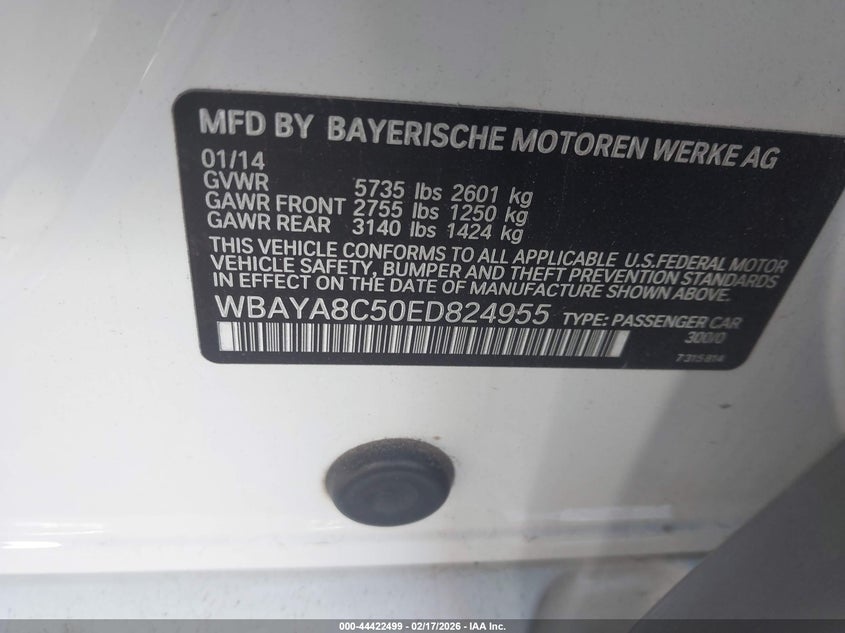 MFD BY BAYERISCHE MOTOREN WERKE AG
01/14
GVWR 5735 lbs 2601 kg
GAWR FRONT 2755 lbs 1250 kg
GAWR REAR 3140 lbs 1424 kg
THIS VEHICLE CONFORMS TO ALL APPLICABLE U.S.FEDERAL MOTOR
VEHICLE SAFETY, BUMPER AND THEFT PREVENTION STANDARDS
IN EFFECT ON THE DATE OF MANUFACTURE SHOWN ABOVE.
WBAYA8C50ED824955 TYPE: PASSENGER CAR
300/0
7315814
000-44422499 - 02/17/2026 - IAA Inc.